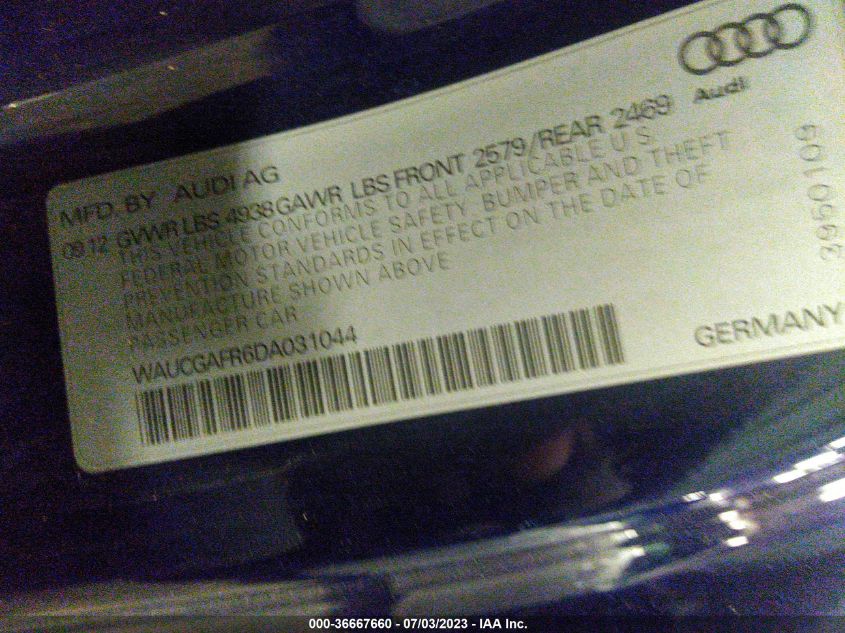 Audi
MFD. BY AUDI AG
08.12 GVWR LBS 4938 GAWR LBS FRONT 2579/REAR 2469
THIS VEHICLE CONFORMS TO ALL APPLICABLE U S
FEDERAL MOTOR VEHICLE SAFETY BUMPER AND THEFT
PREVENTION STANDARDS IN EFFECT ON THE DATE OF
MANUFACTURE SHOWN ABOVE
PASSENGER CAR
WAUCGAFR6DA031044
GERMANY
3960109
000-36667660 - 07/03/2023 - IAA Inc.